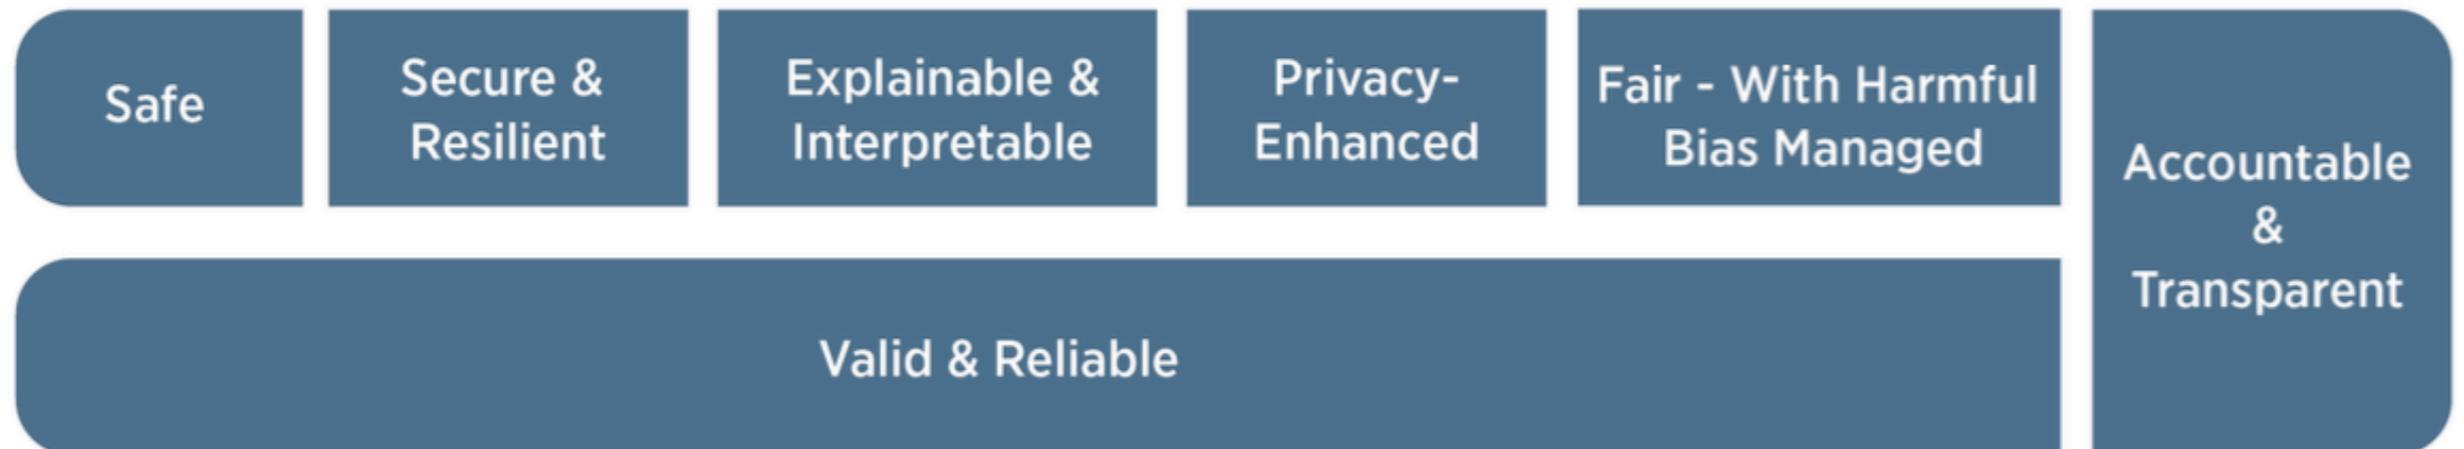 Safe
Secure &
Resilient
Explainable &
Interpretable
Privacy-
Enhanced
Fair - With Harmful
Bias Managed
Accountable
&
Transparent
Valid & Reliable